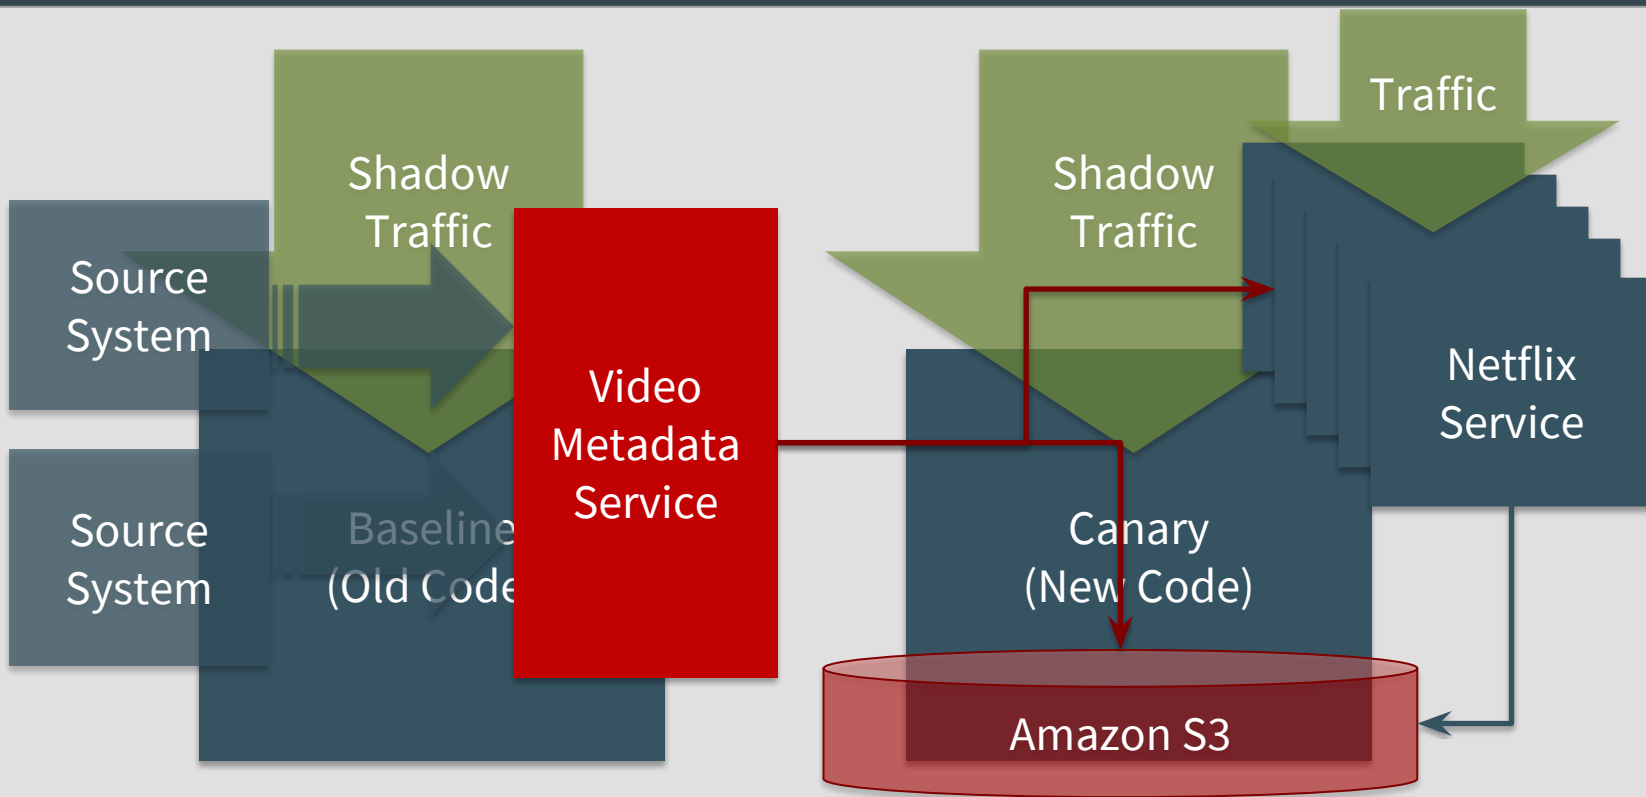 Traffic
Shadow
Traffic
Shadow
Traffic
Source
System
Video
Metadata
Service
Netflix
Service
Source
System
Baseline
(Old Code
Canary
(New Code)
Amazon S3